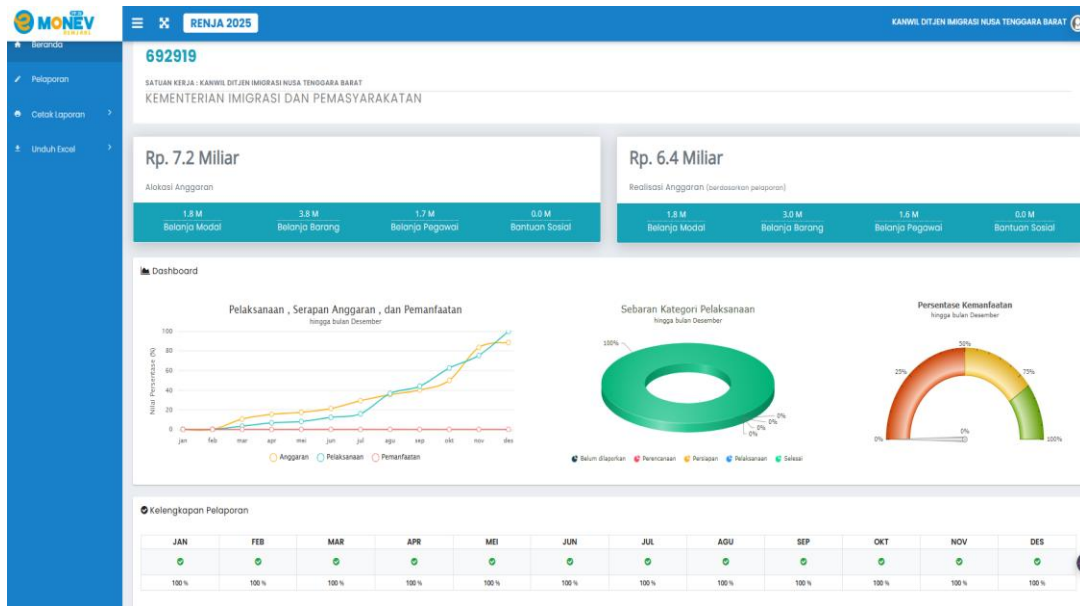 e MONEV
BEMJAKL
RENJA 2025
KANWIL DITJEN IMIGRASI NUSA TENGGARA BARAT
Beranda
Pelaporan
Cetak Laporan
Unduh Excel
692919
SATUAN KERJA : KANWIL DITJEN IMIGRASI NUSA TENGGARA BARAT
KEMENTERIAN IMIGRASI DAN PEMASYARAKATAN
Rp. 7.2 Miliar
Alokasi Anggaran
1.8 M 3.8 M 1.7 M 0.0 M
Belanja Modal Belanja Barang Belanja Pegawai Bantuan Sosial
Rp. 6.4 Miliar
Realisasi Anggaran (berdasarkan pelaporan)
1.8 M 3.0 M 1.6 M 0.0 M
Belanja Modal Belanja Barang Belanja Pegawai Bantuan Sosial
Dashboard
Pelaksanaan , Serapan Anggaran , dan Pemanfaatan
hingga bulan Desember
Nilai Persentase (%)
100
80
60
40
20
0
jan feb mar apr mei jun jul agu sep okt nov des
Anggaran Pelaksanaan Pemanfaatan
Sebaran Kategori Pelaksanaan
hingga bulan Desember
100%
0%
0%
0%
0%
Belum dilaporkan Perencanaan Persiapan Pelaksanaan Selesai
Persentase Kemanfaatan
hingga bulan Desember
50%
25% 75%
0% 0% 100%
Kelengkapan Pelaporan
JAN FEB MAR APR MEI JUN JUL AGU SEP OKT NOV DES
100 % 100 % 100 % 100 % 100 % 100 % 100 % 100 % 100 % 100 % 100 % 100 %